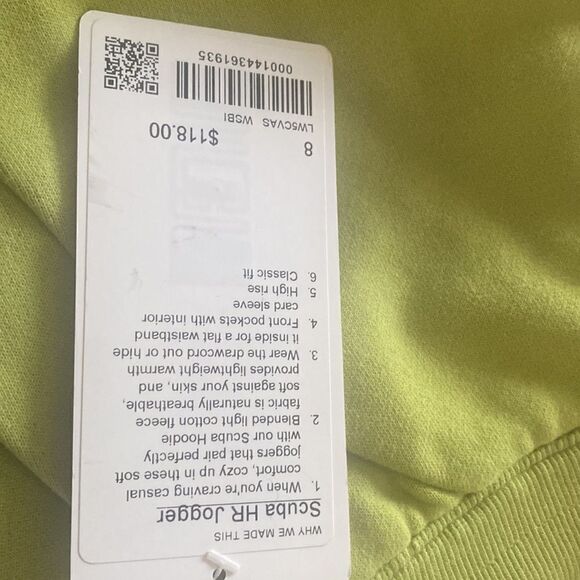 WHY WE MADE THIS
Scuba HR Jogger
1. When you're craving casual
comfort, cozy up in these soft
joggers that pair perfectly
with our Scuba Hoodie
2. Blended light cotton fleece
fabric is naturally breathable,
soft against your skin, and
provides lightweight warmth
3. Wear the drawcord out or hide
it inside for a flat waistband
4. Front pockets with interior
card sleeve
5. High rise
6. Classic fit
8 $118.00
LW5CVAS WSBI
000144361935